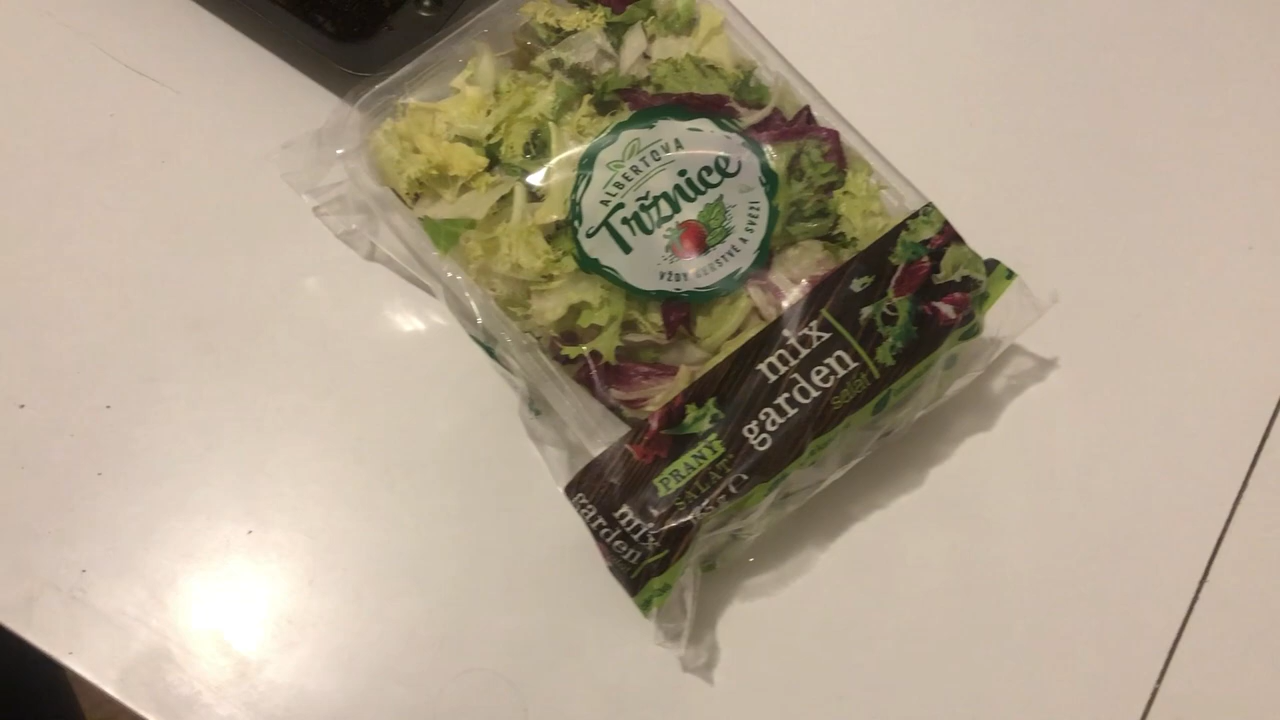 ALBERTOVA
Tržnice
VŽDY ČERSTVÉ A SVĚŽÍ
mix
garden
salát
PRANÝ
SALÁT
mix
garden